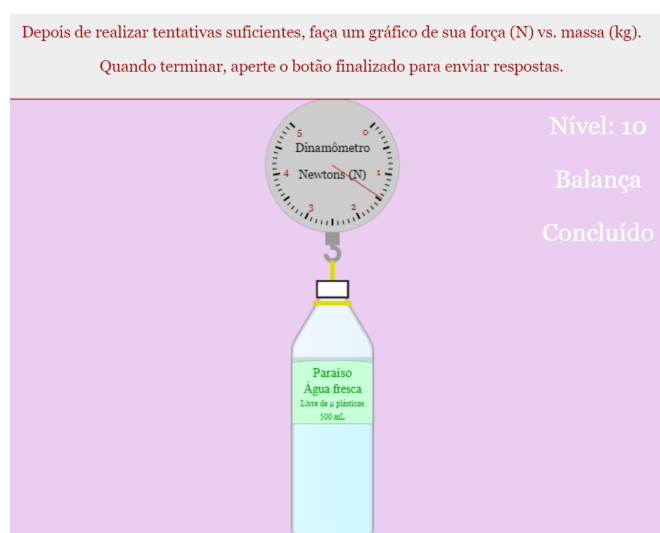 Depois de realizar tentativas suficientes, faça um gráfico de sua força (N) vs. massa (kg).
Quando terminar, aperte o botão finalizado para enviar respostas.
Nível: 10
Balança
Concluído
5 0
Dinamômetro
4 Newtons (N) 1
3 2
Paraíso
Água fresca
Livre de µ plásticos
500 mL